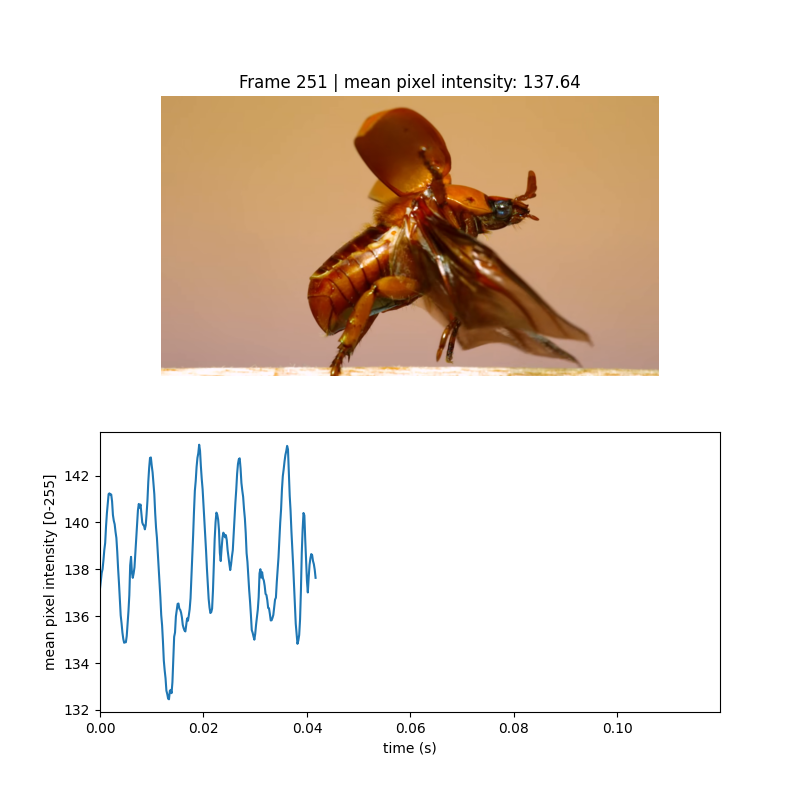 Frame 251 | mean pixel intensity: 137.64
142
140
138
136
134
132
mean pixel intensity [0-255]
0.00 0.02 0.04 0.06 0.08 0.10
time (s)